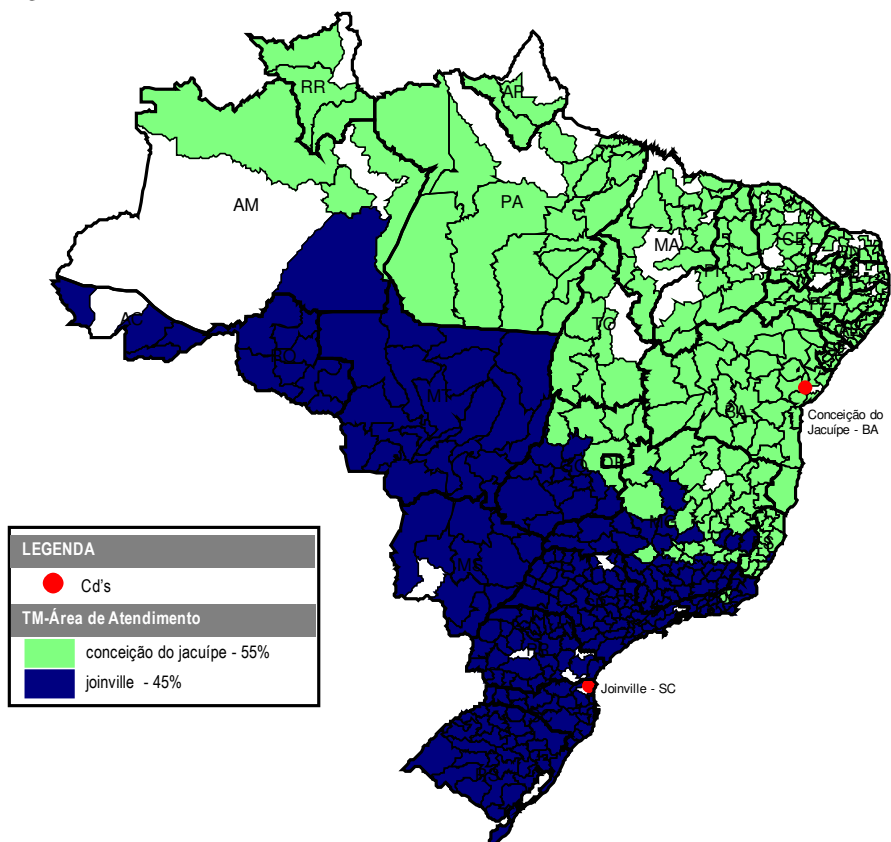 RR
AP
AM
PA
MA
CE
TO
AC
RO
MT
BA
Conceição do
Jacuípe - BA
GO
DF
MS
LEGENDA
Cd's
TM-Área de Atendimento
conceição do jacuípe - 55%
joinville - 45%
Joinville - SC